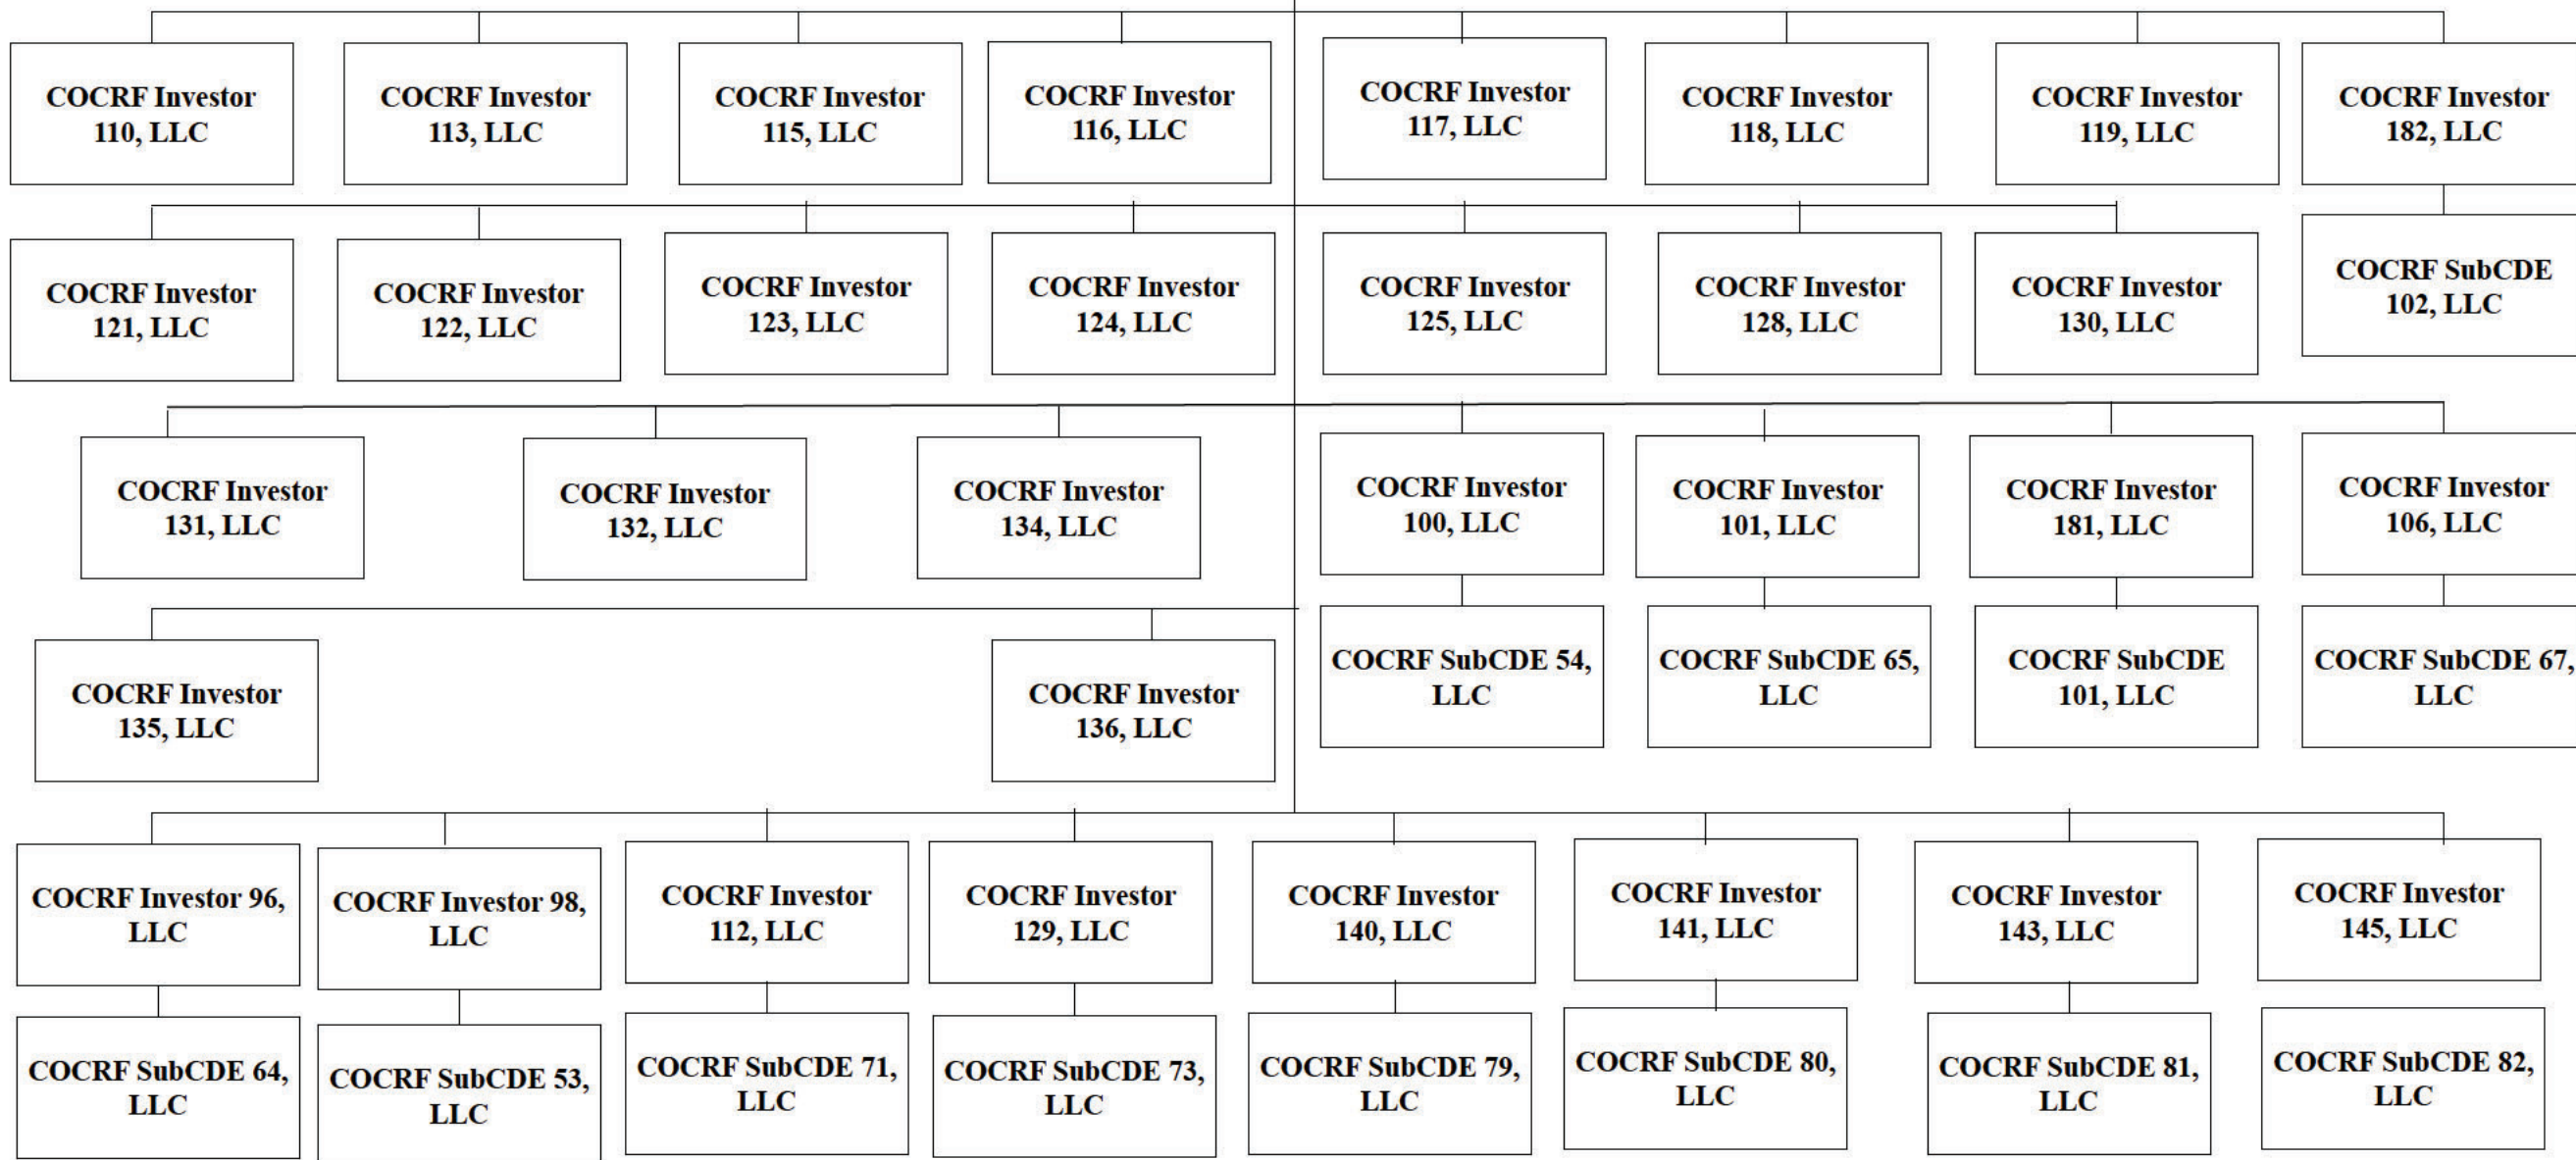 COCRF Investor
110, LLC
COCRF Investor
113, LLC
COCRF Investor
115, LLC
COCRF Investor
116, LLC
COCRF Investor
117, LLC
COCRF Investor
118, LLC
COCRF Investor
119, LLC
COCRF Investor
182, LLC
COCRF Investor
121, LLC
COCRF Investor
122, LLC
COCRF Investor
123, LLC
COCRF Investor
124, LLC
COCRF Investor
125, LLC
COCRF Investor
128, LLC
COCRF Investor
130, LLC
COCRF SubCDE
102, LLC
COCRF Investor
131, LLC
COCRF Investor
132, LLC
COCRF Investor
134, LLC
COCRF Investor
100, LLC
COCRF Investor
101, LLC
COCRF Investor
181, LLC
COCRF Investor
106, LLC
COCRF Investor
135, LLC
COCRF Investor
136, LLC
COCRF SubCDE 54,
LLC
COCRF SubCDE 65,
LLC
COCRF SubCDE
101, LLC
COCRF SubCDE 67,
LLC
COCRF Investor 96,
LLC
COCRF Investor 98,
LLC
COCRF Investor
112, LLC
COCRF Investor
129, LLC
COCRF Investor
140, LLC
COCRF Investor
141, LLC
COCRF Investor
143, LLC
COCRF Investor
145, LLC
COCRF SubCDE 64,
LLC
COCRF SubCDE 53,
LLC
COCRF SubCDE 71,
LLC
COCRF SubCDE 73,
LLC
COCRF SubCDE 79,
LLC
COCRF SubCDE 80,
LLC
COCRF SubCDE 81,
LLC
COCRF SubCDE 82,
LLC